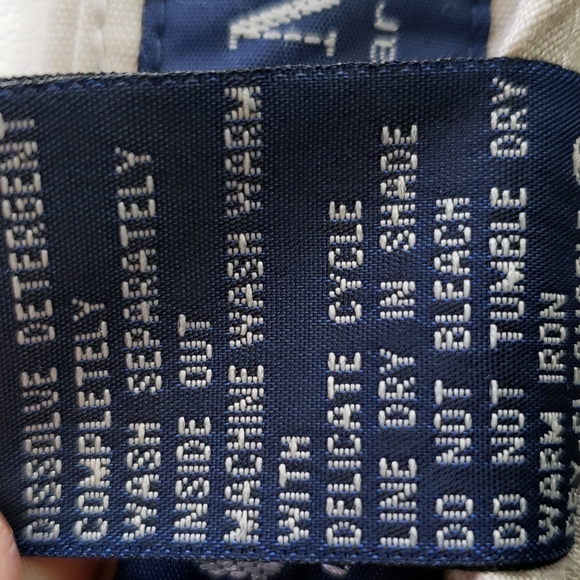 DISSOLVE DETERGENT
COMPLETELY
WASH SEPARATELY
INSIDE OUT
MACHINE WASH WARM
WITH
DELICATE CYCLE
LINE DRY IN SHADE
DO NOT BLEACH
DO NOT TUMBLE DRY
WARM IRON